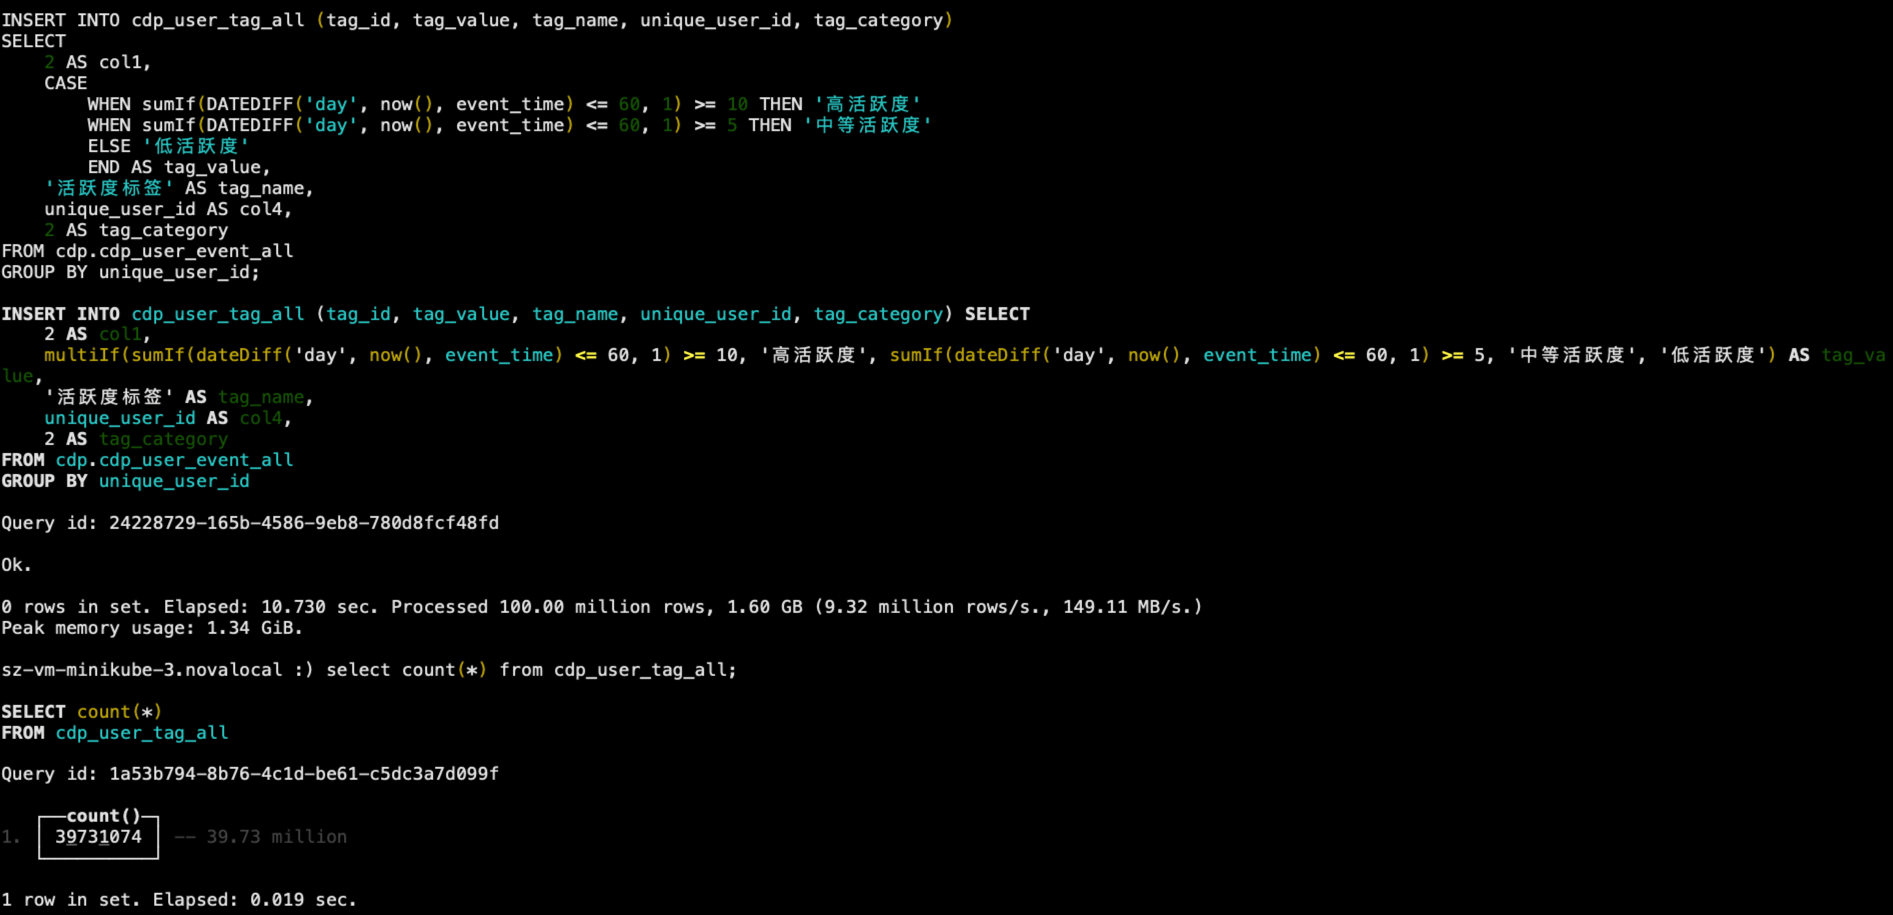 INSERT INTO cdp_user_tag_all (tag_id, tag_value, tag_name, unique_user_id, tag_category)
SELECT
    2 AS col1,
    CASE
        WHEN sumIf(DATEDIFF('day', now(), event_time) <= 60, 1) >= 10 THEN '高活跃度'
        WHEN sumIf(DATEDIFF('day', now(), event_time) <= 60, 1) >= 5 THEN '中等活跃度'
        ELSE '低活跃度'
        END AS tag_value,
    '活跃度标签' AS tag_name,
    unique_user_id AS col4,
    2 AS tag_category
FROM cdp.cdp_user_event_all
GROUP BY unique_user_id;
INSERT INTO cdp_user_tag_all (tag_id, tag_value, tag_name, unique_user_id, tag_category) SELECT
    2 AS col1,
    multiIf(sumIf(dateDiff('day', now(), event_time) <= 60, 1) >= 10, '高活跃度', sumIf(dateDiff('day', now(), event_time) <= 60, 1) >= 5, '中等活跃度', '低活跃度') AS tag_va
lue,
    '活跃度标签' AS tag_name,
    unique_user_id AS col4,
    2 AS tag_category
FROM cdp.cdp_user_event_all
GROUP BY unique_user_id
Query id: 24228729-165b-4586-9eb8-780d8fcf48fd
Ok.
0 rows in set. Elapsed: 10.730 sec. Processed 100.00 million rows, 1.60 GB (9.32 million rows/s., 149.11 MB/s.)
Peak memory usage: 1.34 GiB.
sz-vm-minikube-3.novalocal :) select count(*) from cdp_user_tag_all;
SELECT count(*)
FROM cdp_user_tag_all
Query id: 1a53b794-8b76-4c1d-be61-c5dc3a7d099f
count()
1. 39731074 -- 39.73 million
1 row in set. Elapsed: 0.019 sec.